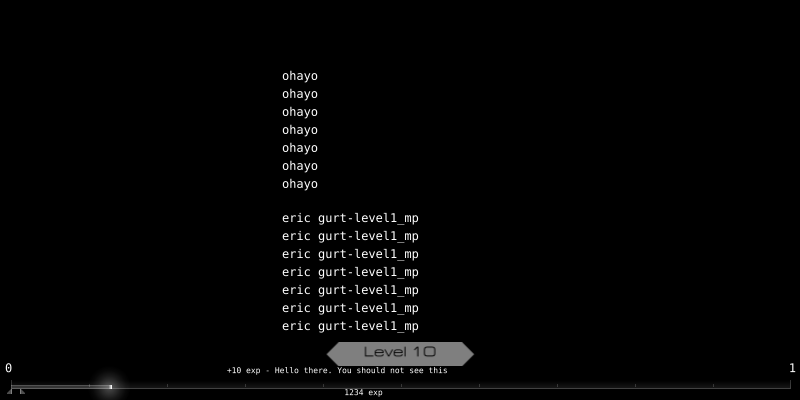 ohayo
ohayo
ohayo
ohayo
ohayo
ohayo
ohayo
eric gurt-level1_mp
eric gurt-level1_mp
eric gurt-level1_mp
eric gurt-level1_mp
eric gurt-level1_mp
eric gurt-level1_mp
eric gurt-level1_mp
Level 10
0
+10 exp - Hello there. You should not see this
1
1234 exp